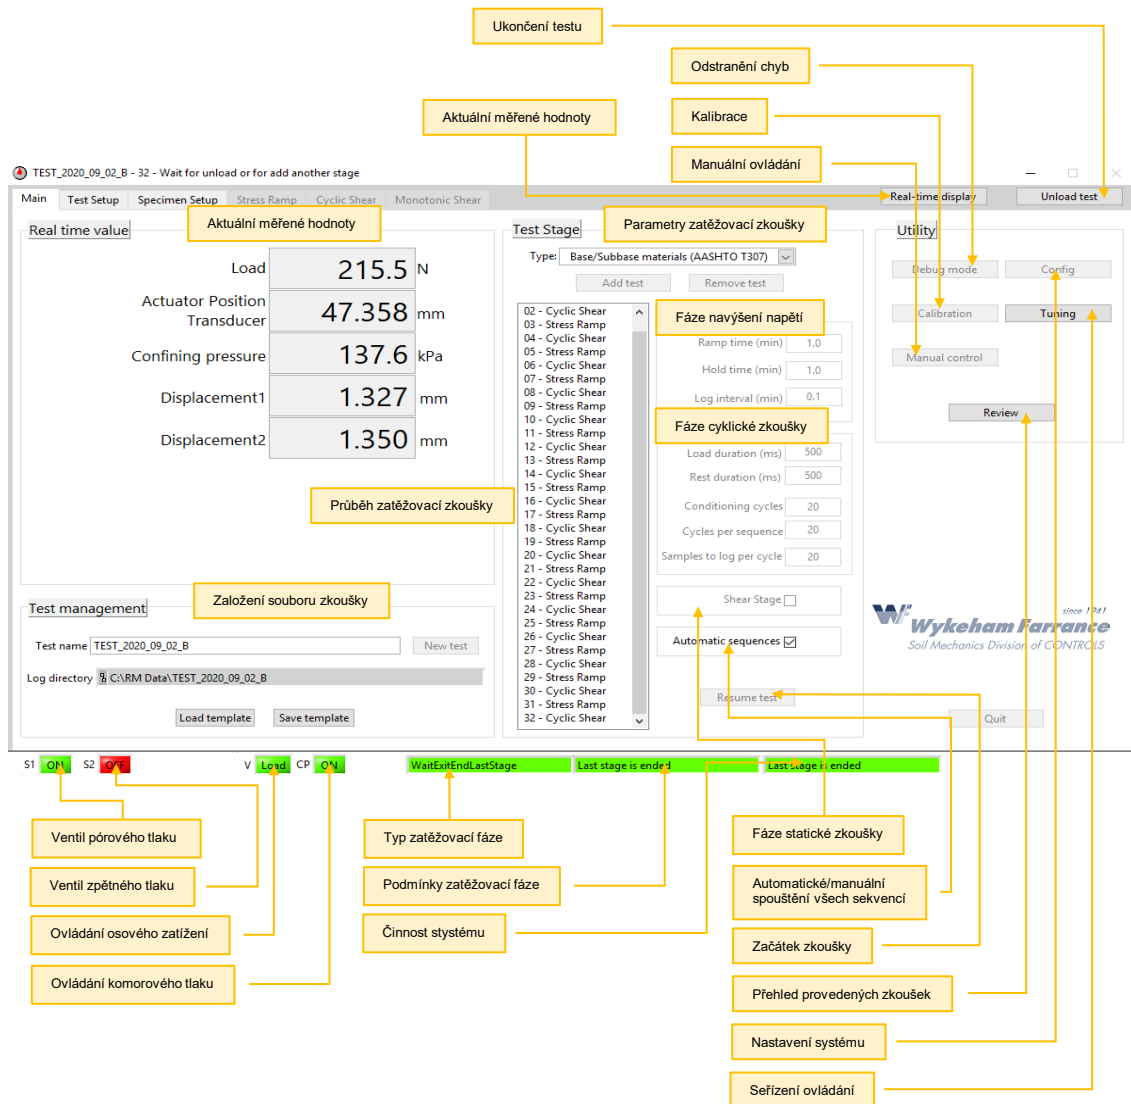 Ukončení testu
Odstranění chyb
Aktuální měřené hodnoty
Kalibrace
Manuální ovládání
TEST_2020_09_02_B - 32 - Wait for unload or for add another stage
Main
Test Setup
Specimen Setup
Stress Ramp
Cyclic Shear
Monotonic Shear
Real-time display
Unload test
Real time value
Aktuální měřené hodnoty
Load 215.5 N
Actuator Position
Transducer
47.358 mm
Confining pressure 137.6 kPa
Displacement1 1.327 mm
Displacement2 1.350 mm
Průběh zatěžovací zkoušky
Test management
Založení souboru zkoušky
Test name TEST_2020_09_02_B
New test
Log directory C:\RM Data\TEST_2020_09_02_B
Load template
Save template
Test Stage
Parametry zatěžovací zkoušky
Type: Base/Subbase materials (AASHTO T307)
Add test
Remove test
02 - Cyclic Shear
03 - Stress Ramp
04 - Cyclic Shear
05 - Stress Ramp
06 - Cyclic Shear
07 - Stress Ramp
08 - Cyclic Shear
09 - Stress Ramp
10 - Cyclic Shear
11 - Stress Ramp
12 - Cyclic Shear
13 - Stress Ramp
14 - Cyclic Shear
15 - Stress Ramp
16 - Cyclic Shear
17 - Stress Ramp
18 - Cyclic Shear
19 - Stress Ramp
20 - Cyclic Shear
21 - Stress Ramp
22 - Cyclic Shear
23 - Stress Ramp
24 - Cyclic Shear
25 - Stress Ramp
26 - Cyclic Shear
27 - Stress Ramp
28 - Cyclic Shear
29 - Stress Ramp
30 - Cyclic Shear
31 - Stress Ramp
32 - Cyclic Shear
Fáze navýšení napětí
Ramp time (min) 1.0
Hold time (min) 1.0
Log interval (min) 0.1
Fáze cyklické zkoušky
Load duration (ms) 500
Rest duration (ms) 500
Conditioning cycles 20
Cycles per sequence 20
Samples to log per cycle 20
Shear Stage
Automatic sequences
Resume test
Utility
Debug mode
Config
Calibration
Tuning
Manual control
Review
since 1941
Wykeham Farrance
Soil Mechanics Division of CONTROLS
Quit
S1 ON
S2 OFF
V Load
CP ON
WaitExitEndLastStage
Last stage is ended
Last stage is ended
Ventil pórového tlaku
Ventil zpětného tlaku
Ovládání osového zatížení
Ovládání komorového tlaku
Typ zatěžovací fáze
Podmínky zatěžovací fáze
Činnost stystému
Fáze statické zkoušky
Automatické/manuální
spouštění všech sekvencí
Začátek zkoušky
Přehled provedených zkoušek
Nastavení systému
Seřízení ovládání